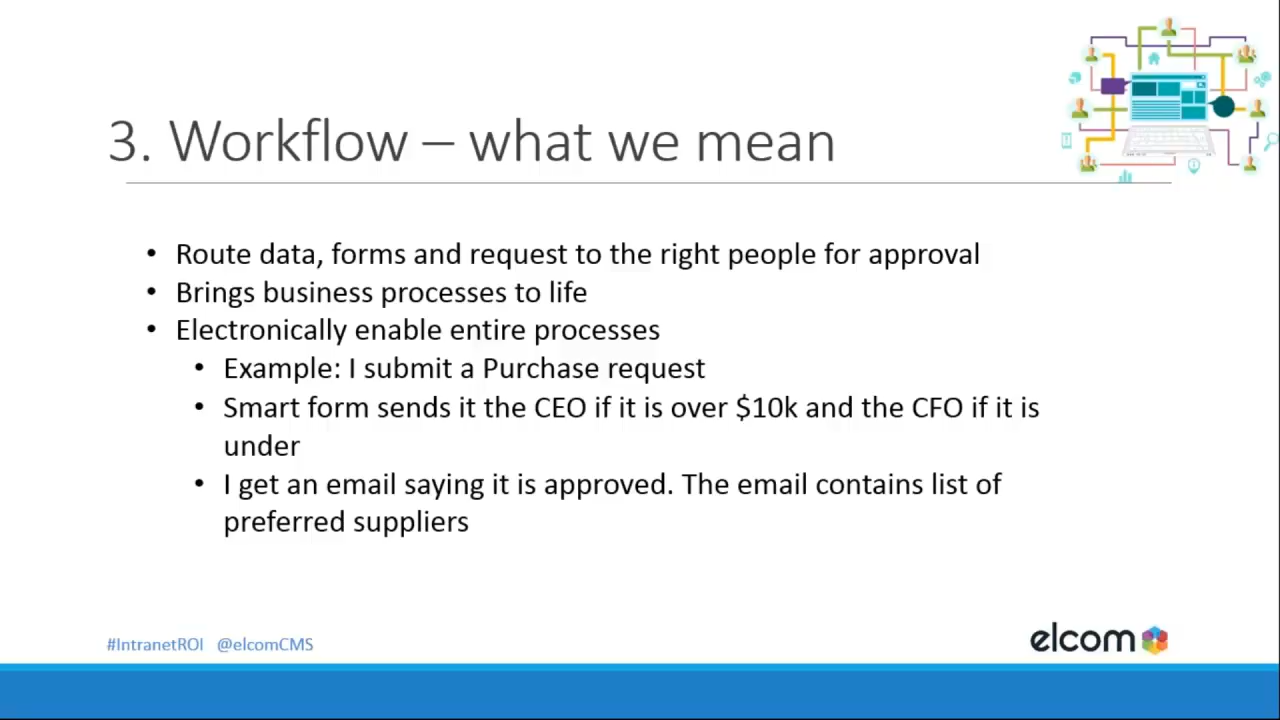 3. Workflow – what we mean
• Route data, forms and request to the right people for approval
• Brings business processes to life
• Electronically enable entire processes
• Example: I submit a Purchase request
• Smart form sends it the CEO if it is over $10k and the CFO if it is
under
• I get an email saying it is approved. The email contains list of
preferred suppliers
#IntranetROI @elcomCMS
elcom